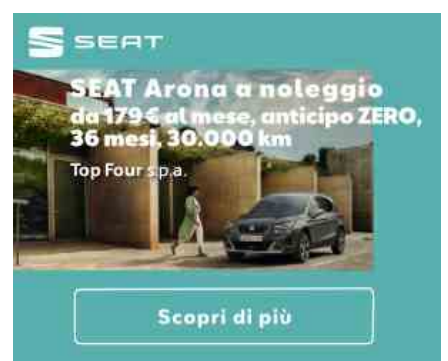 SEAT
SEAT Arona a noleggio
da 179€ al mese, anticipo ZERO,
36 mesi, 30.000 km
Top Four s.p.a.
Scopri di più